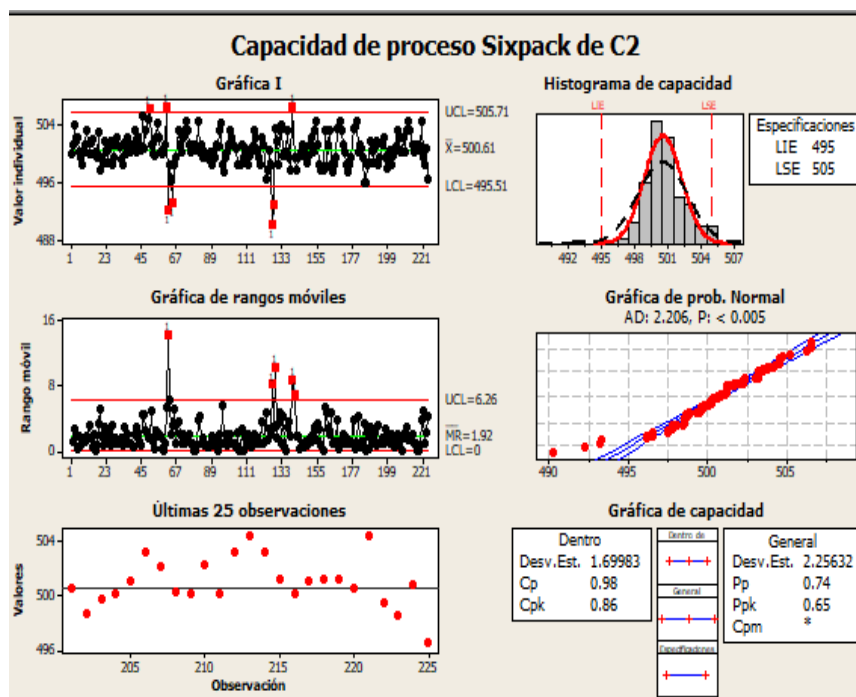 Capacidad de proceso Sixpack de C2
Gráfica I
Valor individual
504
496
488
1 23 45 67 89 111 133 155 177 199 221
UCL=505.71
X=500.61
LCL=495.51
Histograma de capacidad
LIE LSE
492 495 498 501 504 507
Especificaciones
LIE 495
LSE 505
Gráfica de rangos móviles
Rango móvil
16
8
0
1 23 45 67 89 111 133 155 177 199 221
UCL=6.26
MR=1.92
LCL=0
Gráfica de prob. Normal
AD: 2.206, P: < 0.005
490 495 500 505
Últimas 25 observaciones
Valores
504
500
496
205 210 215 220 225
Observación
Gráfica de capacidad
Dentro
Desv.Est. 1.69983
Cp 0.98
Cpk 0.86
Dentro de
General
Especificaciones
General
Desv.Est. 2.25632
Pp 0.74
Ppk 0.65
Cpm *